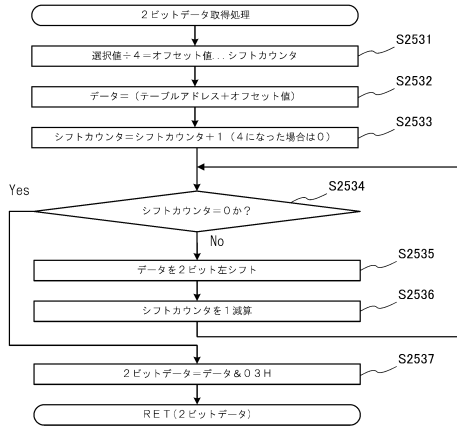 2ビットデータ取得処理
S2531
選択値÷4=オフセット値…シフトカウンタ
S2532
データ=(テーブルアドレス+オフセット値)
S2533
シフトカウンタ=シフトカウンタ+1(4になった場合は0)
Yes
S2534
シフトカウンタ=0か?
No
S2535
データを2ビット左シフト
S2536
シフトカウンタを1減算
S2537
2ビットデータ=データ&03H
RET(2ビットデータ)